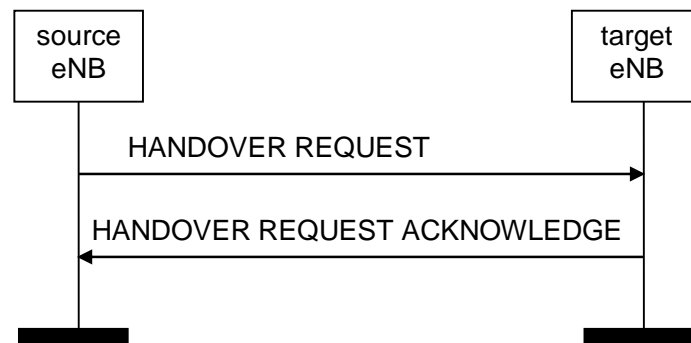 source
eNB
target
eNB
HANDOVER REQUEST
HANDOVER REQUEST ACKNOWLEDGE